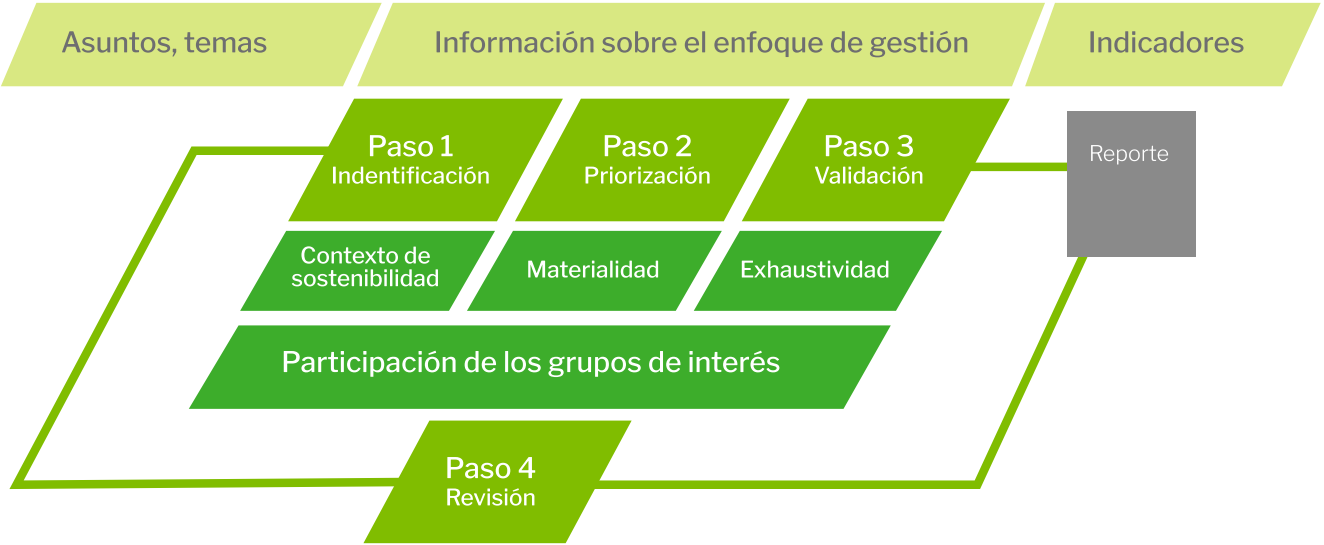 Asuntos, temas
Información sobre el enfoque de gestión
Indicadores
Paso 1
Indentificación
Paso 2
Priorización
Paso 3
Validación
Reporte
Contexto de
sostenibilidad
Materialidad
Exhaustividad
Participación de los grupos de interés
Paso 4
Revisión